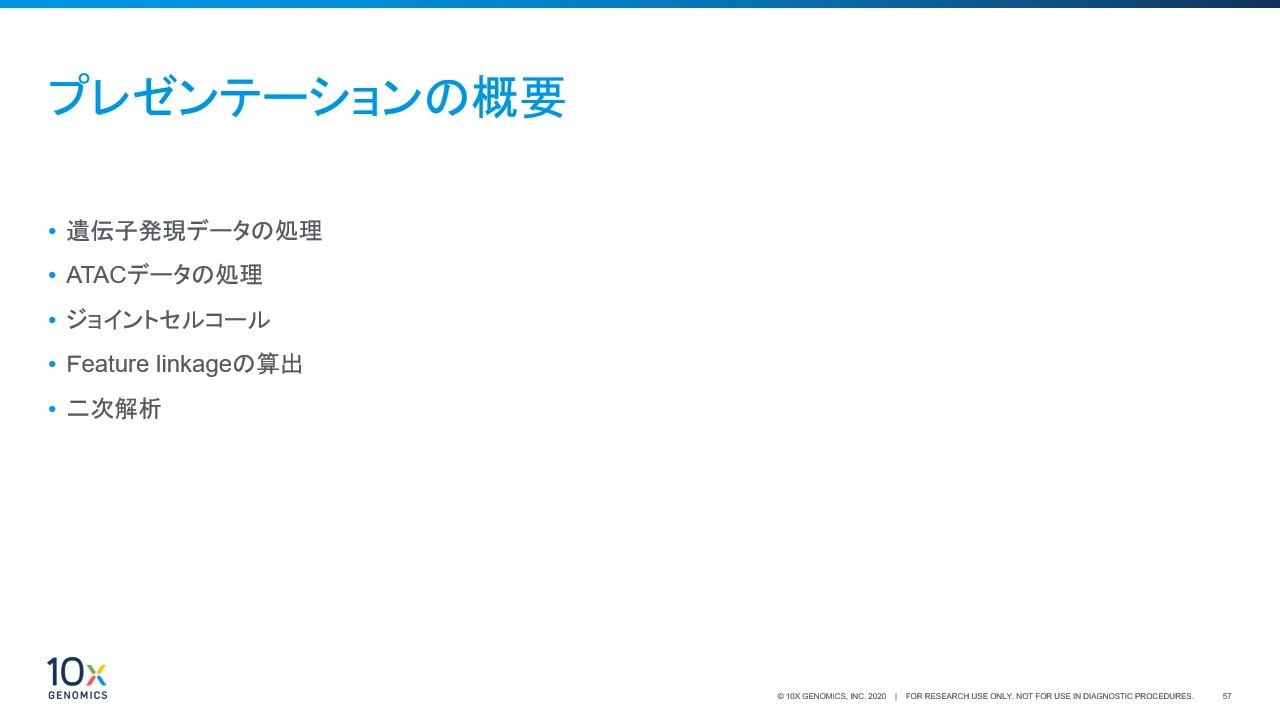 プレゼンテーションの概要
• 遺伝子発現データの処理
• ATACデータの処理
• ジョイントセルコール
• Feature linkageの算出
• 二次解析
10x
GENOMICS
© 10X GENOMICS, INC. 2020 | FOR RESEARCH USE ONLY. NOT FOR USE IN DIAGNOSTIC PROCEDURES. 57